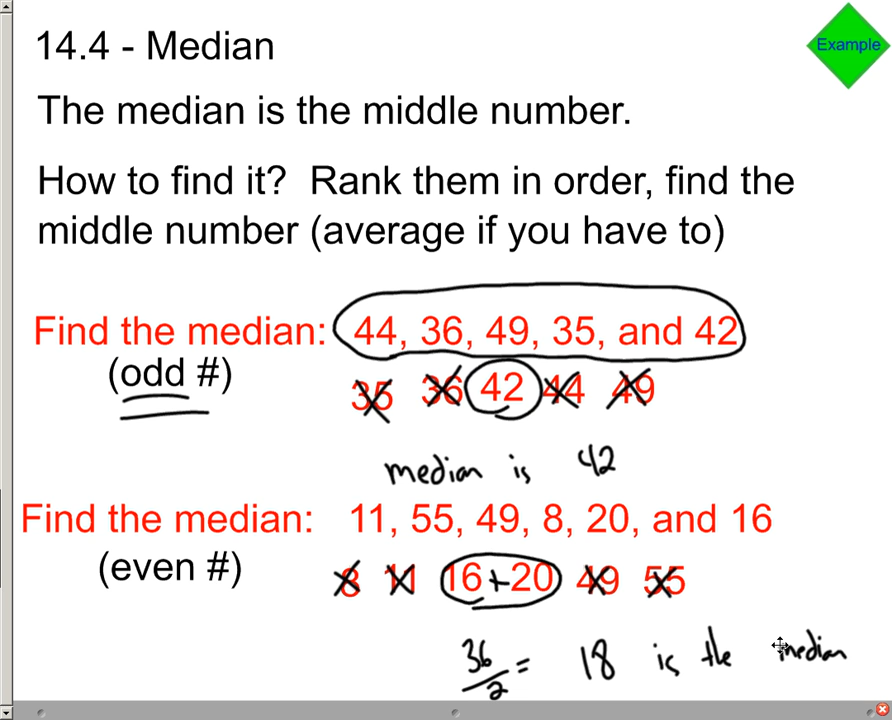 14.4 - Median
Example
The median is the middle number.
How to find it? Rank them in order, find the
middle number (average if you have to)
Find the median: 44, 36, 49, 35, and 42
(odd #)
35 36 42 44 49
median is 42
Find the median: 11, 55, 49, 8, 20, and 16
(even #)
8 11 16+20 49 55
36/2 = 18 is the median